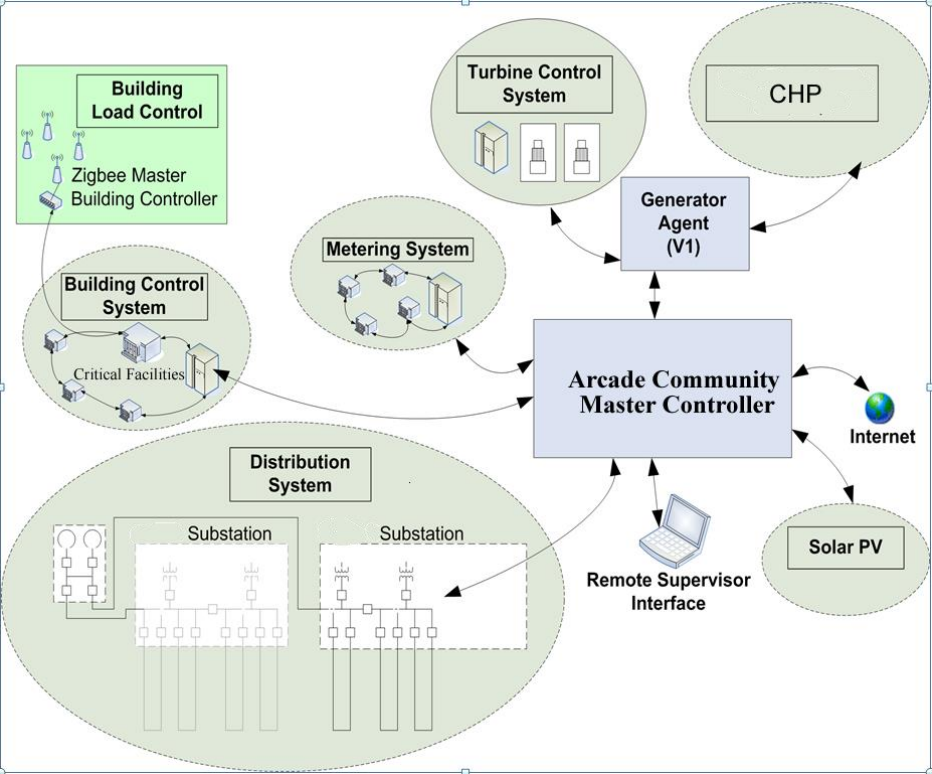 Building
Load Control
Zigbee Master
Building Controller
Turbine Control
System
CHP
Generator
Agent
(V1)
Metering System
Building Control
System
Critical Facilities
Arcade Community
Master Controller
Internet
Distribution
System
Substation
Substation
Solar PV
Remote Supervisor
Interface